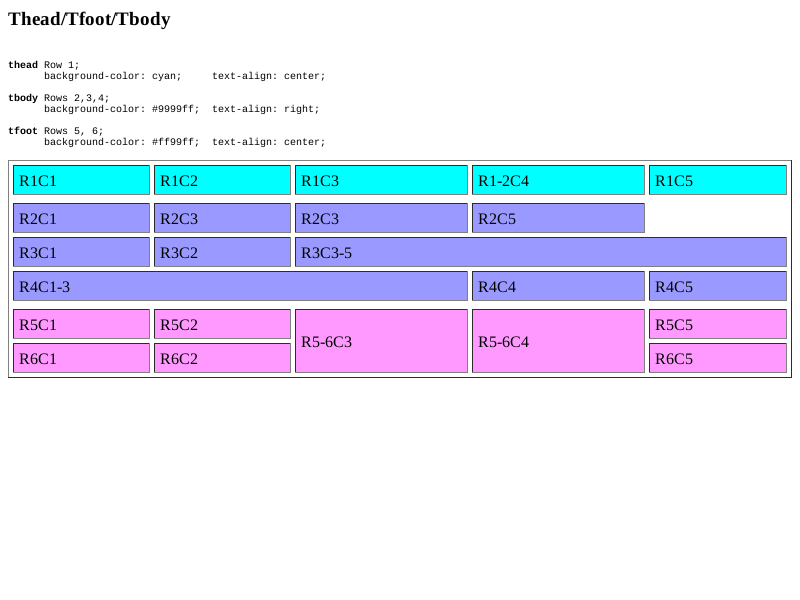 Thead/Tfoot/Tbody
thead Row 1;
background-color: cyan; text-align: center;
tbody Rows 2,3,4;
background-color: #9999ff; text-align: right;
tfoot Rows 5, 6;
background-color: #ff99ff; text-align: center;
R1C1 R1C2 R1C3 R1-2C4 R1C5
R2C1 R2C3 R2C3 R2C5
R3C1 R3C2 R3C3-5
R4C1-3 R4C4 R4C5
R5C1 R5C2 R5-6C3 R5-6C4 R5C5
R6C1 R6C2 R6C5